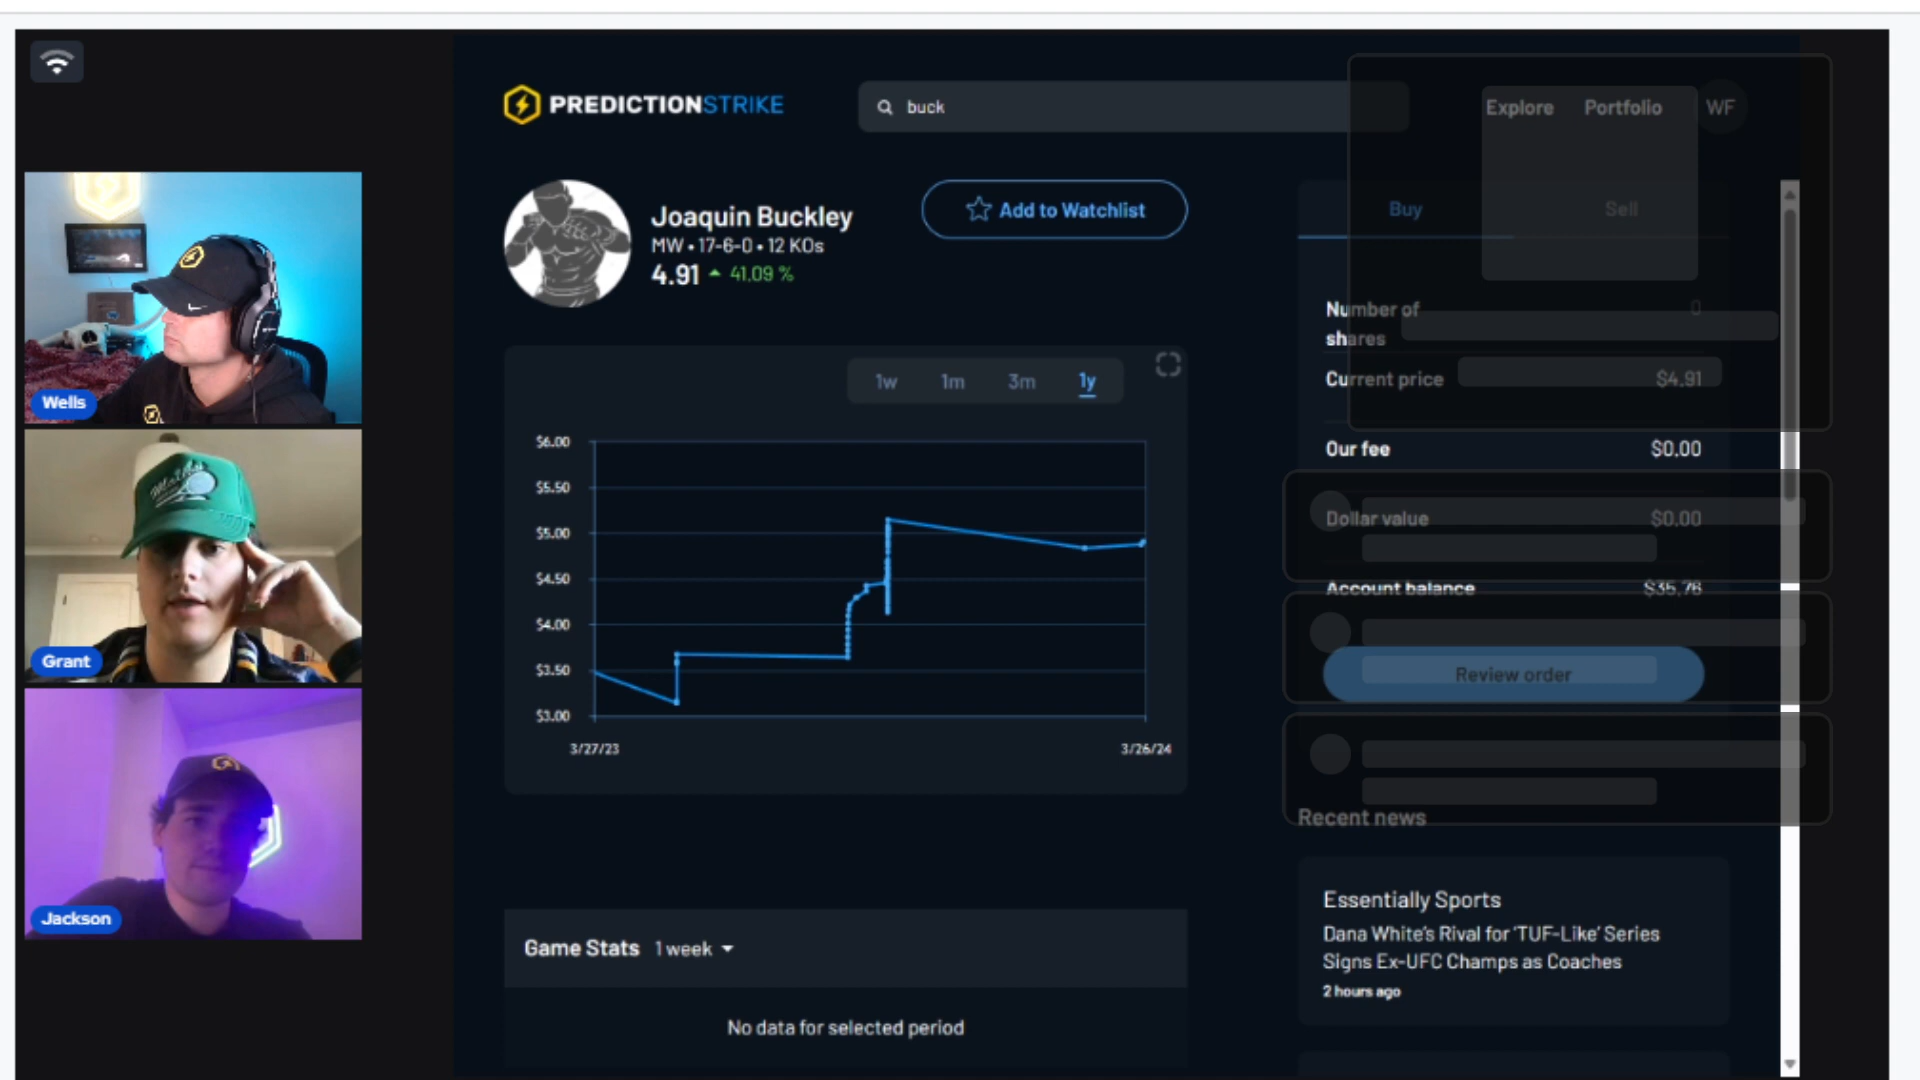 PREDICTIONSTRIKE
buck
Explore Portfolio WF
Joaquin Buckley
MW • 17-6-0 • 12 KOs
4.91 41.09 %
Add to Watchlist
Buy Sell
Number of shares 0
Current price $4.91
Our fee $0.00
Dollar value $0.00
Account balance $35.76
Review order
1w 1m 3m 1y
$6.00
$5.50
$5.00
$4.50
$4.00
$3.50
$3.00
3/27/23 3/26/24
Wells
Grant
Jackson
Game Stats 1 week
No data for selected period
Recent news
Essentially Sports
Dana White's Rival for 'TUF-Like' Series
Signs Ex-UFC Champs as Coaches
2 hours ago